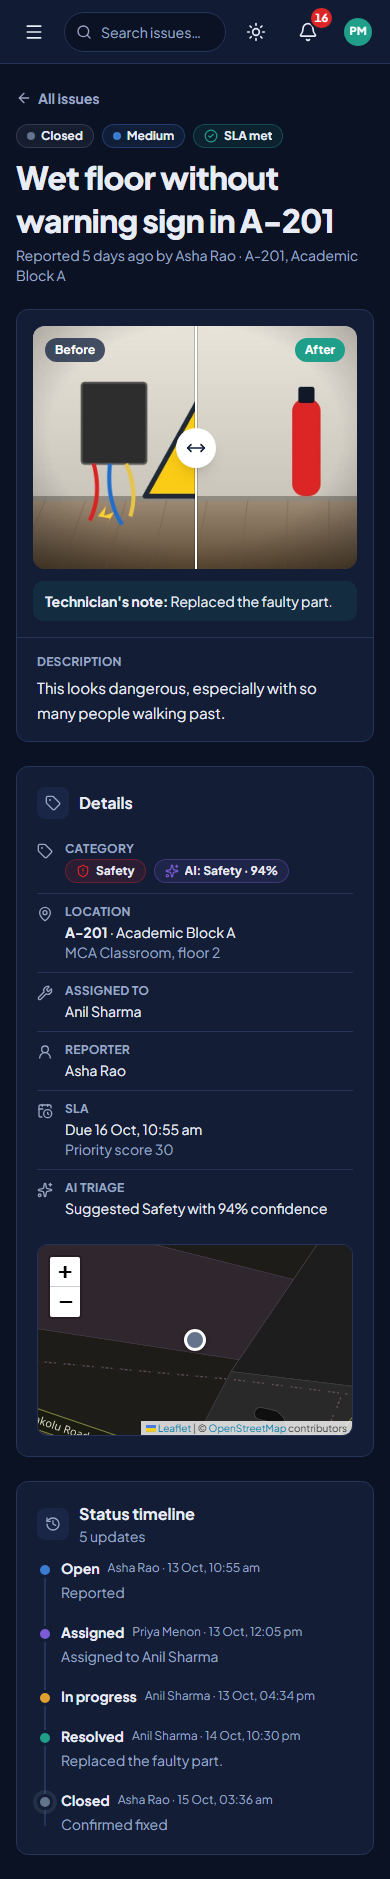 Search issues...
16
PM
All issues
Closed
Medium
SLA met
Wet floor without
warning sign in A-201
Reported 5 days ago by Asha Rao · A-201, Academic
Block A
Before
After
Technician's note: Replaced the faulty part.
DESCRIPTION
This looks dangerous, especially with so
many people walking past.
Details
CATEGORY
Safety
AI: Safety · 94%
LOCATION
A-201 · Academic Block A
MCA Classroom, floor 2
ASSIGNED TO
Anil Sharma
REPORTER
Asha Rao
SLA
Due 16 Oct, 10:55 am
Priority score 30
AI TRIAGE
Suggested Safety with 94% confidence
+
−
akolu Road
Leaflet | © OpenStreetMap contributors
Status timeline
5 updates
Open Asha Rao · 13 Oct, 10:55 am
Reported
Assigned Priya Menon · 13 Oct, 12:05 pm
Assigned to Anil Sharma
In progress Anil Sharma · 13 Oct, 04:34 pm
Resolved Anil Sharma · 14 Oct, 10:30 pm
Replaced the faulty part.
Closed Asha Rao · 15 Oct, 03:36 am
Confirmed fixed